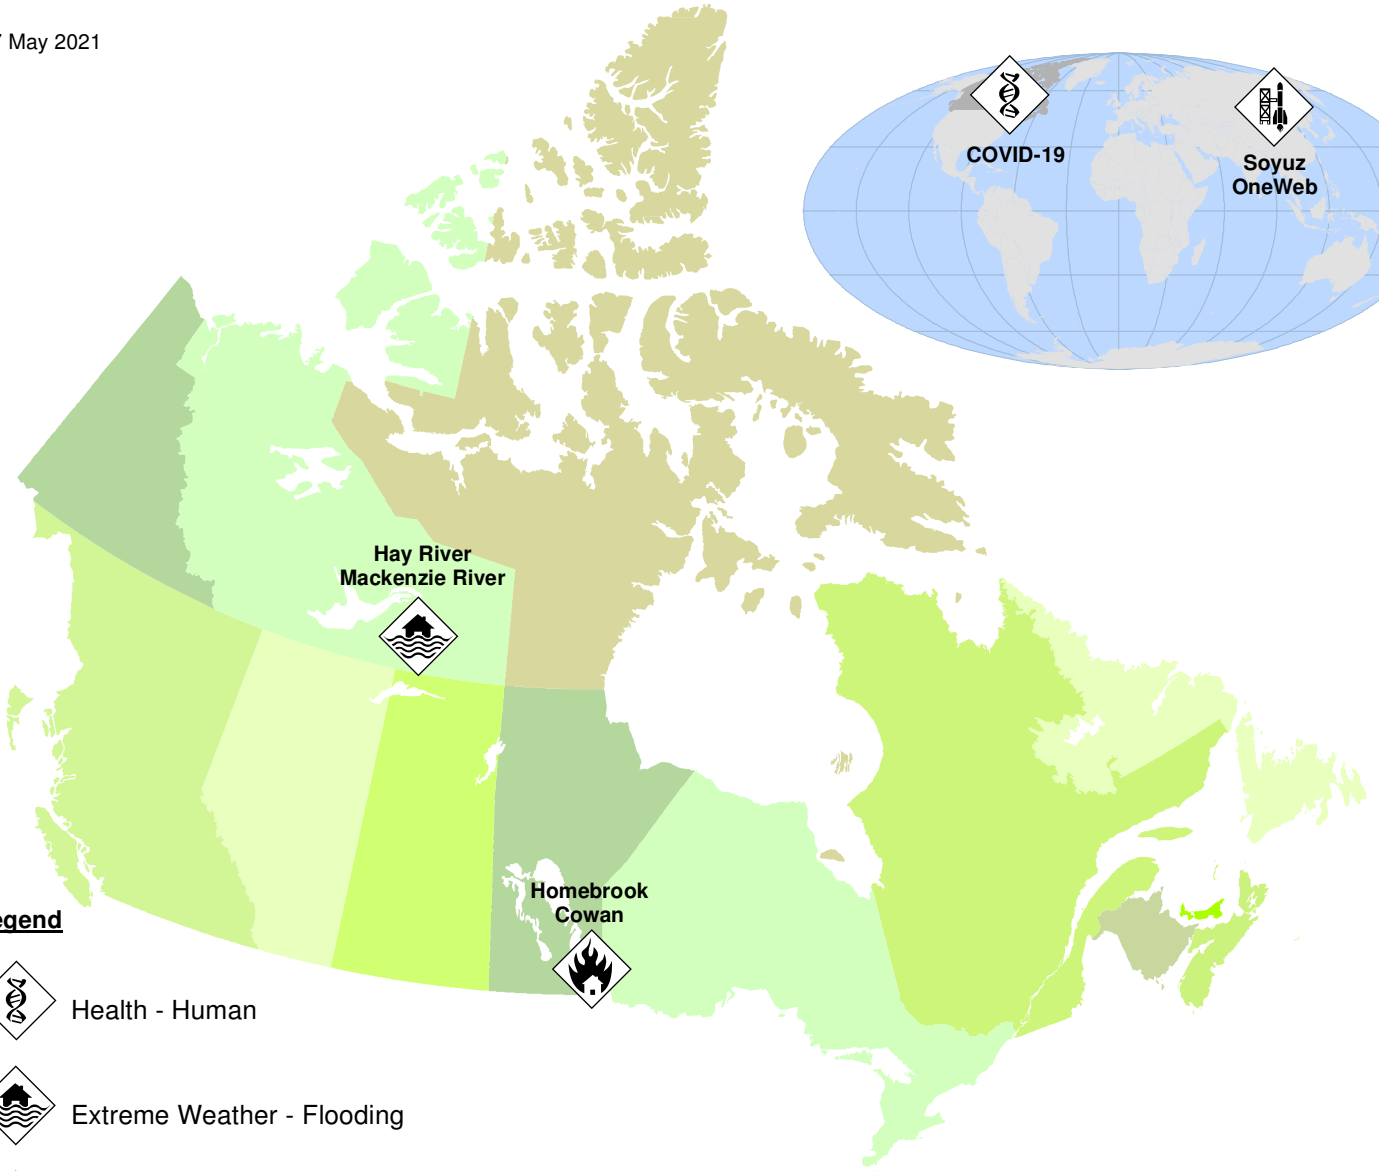 May 2021
COVID-19
Soyuz
OneWeb
Hay River
Mackenzie River
Homebrook
Cowan
egend
Health - Human
Extreme Weather - Flooding